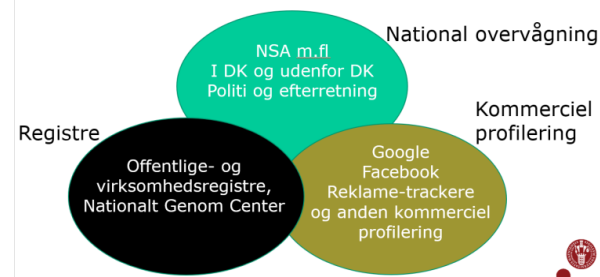 National overvågning
NSA m.fl
I DK og udenfor DK
Politi og efterretning
Kommerciel
profilering
Registre
Offentlige- og
virksomhedsregistre,
Nationalt Genom Center
Google
Facebook
Reklame-trackere
og anden kommerciel
profilering